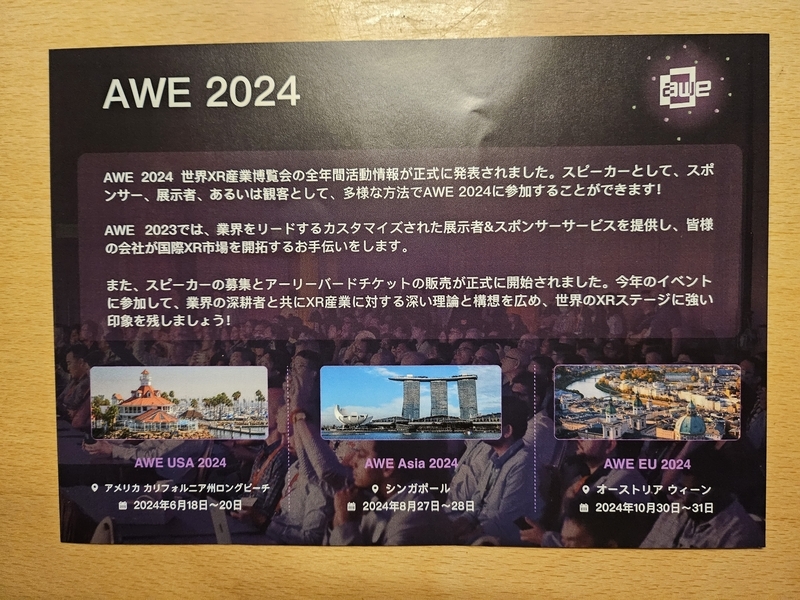 AWE 2024
awe
AWE 2024 世界XR産業博覧会の全年間活動情報が正式に発表されました。スピーカーとして、スポ
ンサー、展示者、あるいは観客として、多様な方法でAWE 2024に参加することができます!
AWE 2023では、業界をリードするカスタマイズされた展示者&スポンサーサービスを提供し、皆様
の会社が国際XR市場を開拓するお手伝いをします。
また、スピーカーの募集とアーリーバードチケットの販売が正式に開始されました。今年のイベント
に参加して、業界の深耕者と共にXR産業に対する深い理論と構想を広め、世界のXRステージに強い
印象を残しましょう!
AWE USA 2024
アメリカ カリフォルニア州ロングビーチ
2024年6月18日~20日
AWE Asia 2024
シンガポール
2024年8月27日~28日
AWE EU 2024
オーストリア ウィーン
2024年10月30日~31日